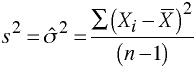 s² = σ̂² = Σ(Xᵢ - X̅)² / (n-1)